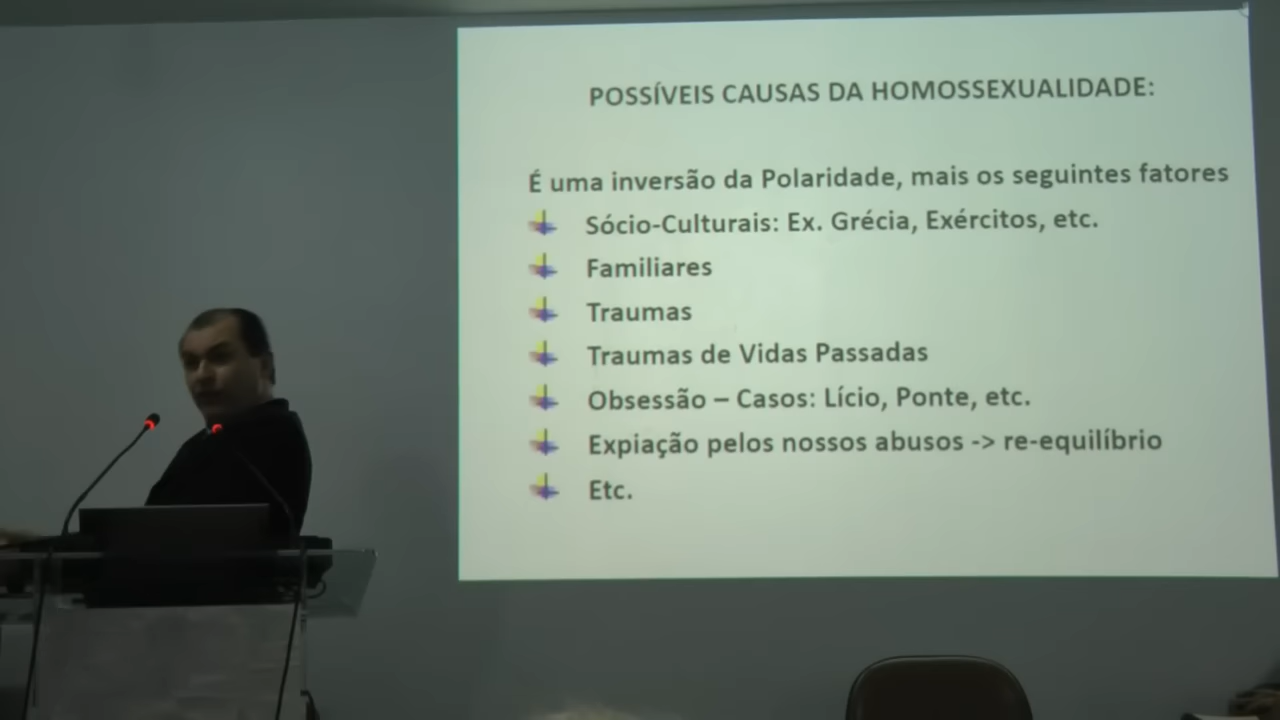 POSSÍVEIS CAUSAS DA HOMOSSEXUALIDADE:
É uma inversão da Polaridade, mais os seguintes fatores
Sócio-Culturais: Ex. Grécia, Exércitos, etc.
Familiares
Traumas
Traumas de Vidas Passadas
Obsessão – Casos: Lício, Ponte, etc.
Expiação pelos nossos abusos -> re-equilíbrio
Etc.